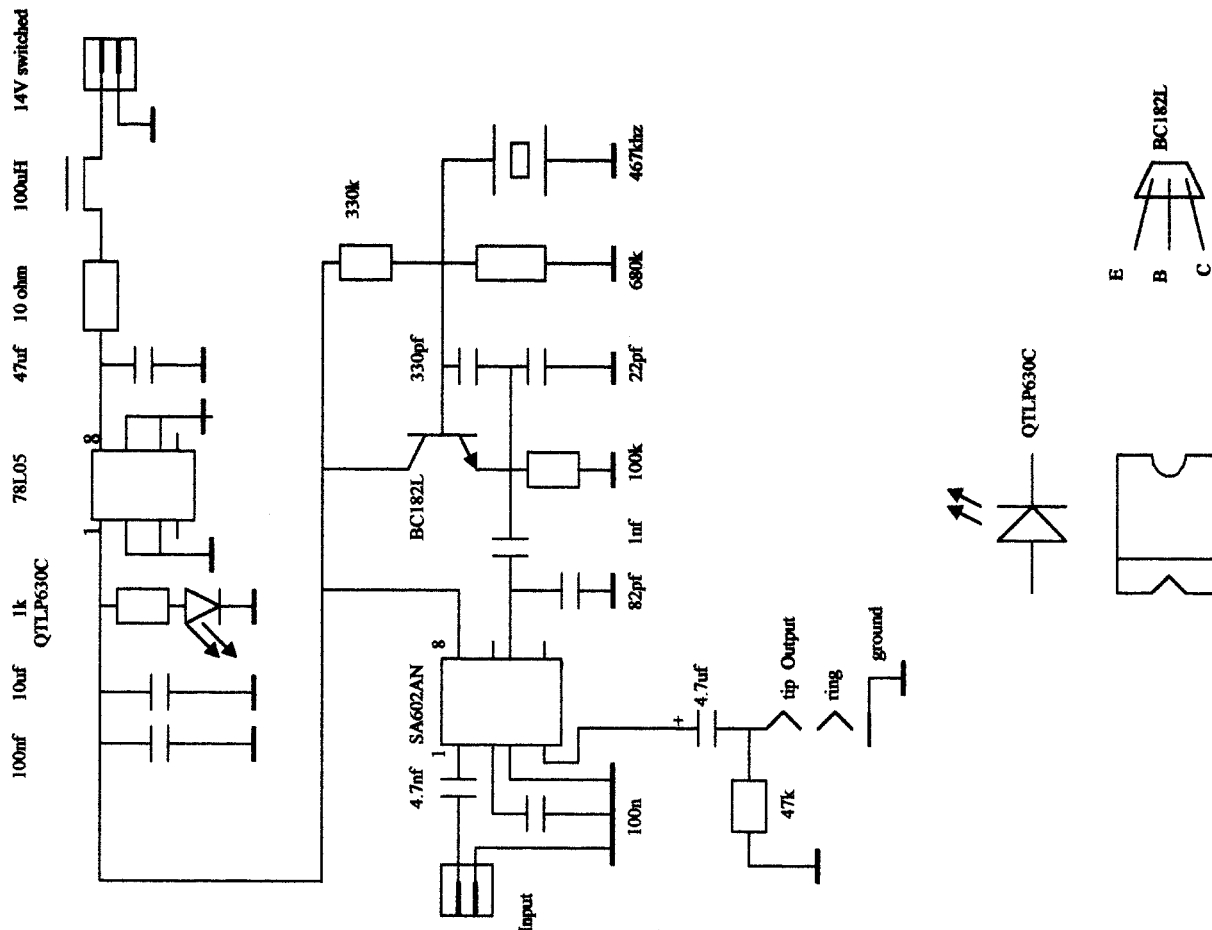 14V switched
100uH
10 ohm
47uf
78L05
8
1
1k
QTLP630C
10uf
100nf
330k
467khz
680k
330pf
22pf
BC182L
100k
1nf
82pf
SA602AN
8
1
4.7nf
100n
Input
4.7uf
+
tip Output
ring
ground
47k
BC182L
E
B
C
QTLP630C